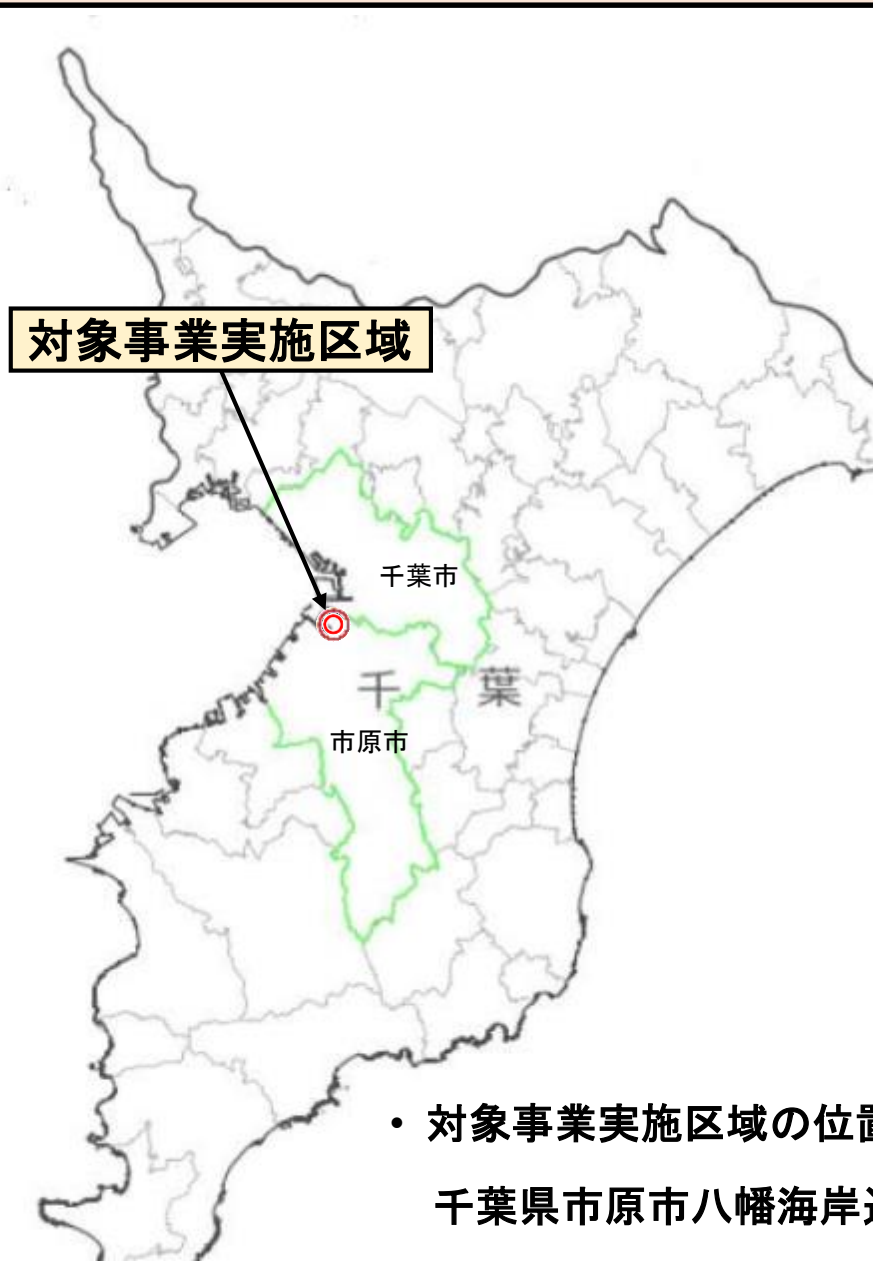 対象事業実施区域
千葉市
千 葉
市原市
• 対象事業実施区域の位置
千葉県市原市八幡海岸